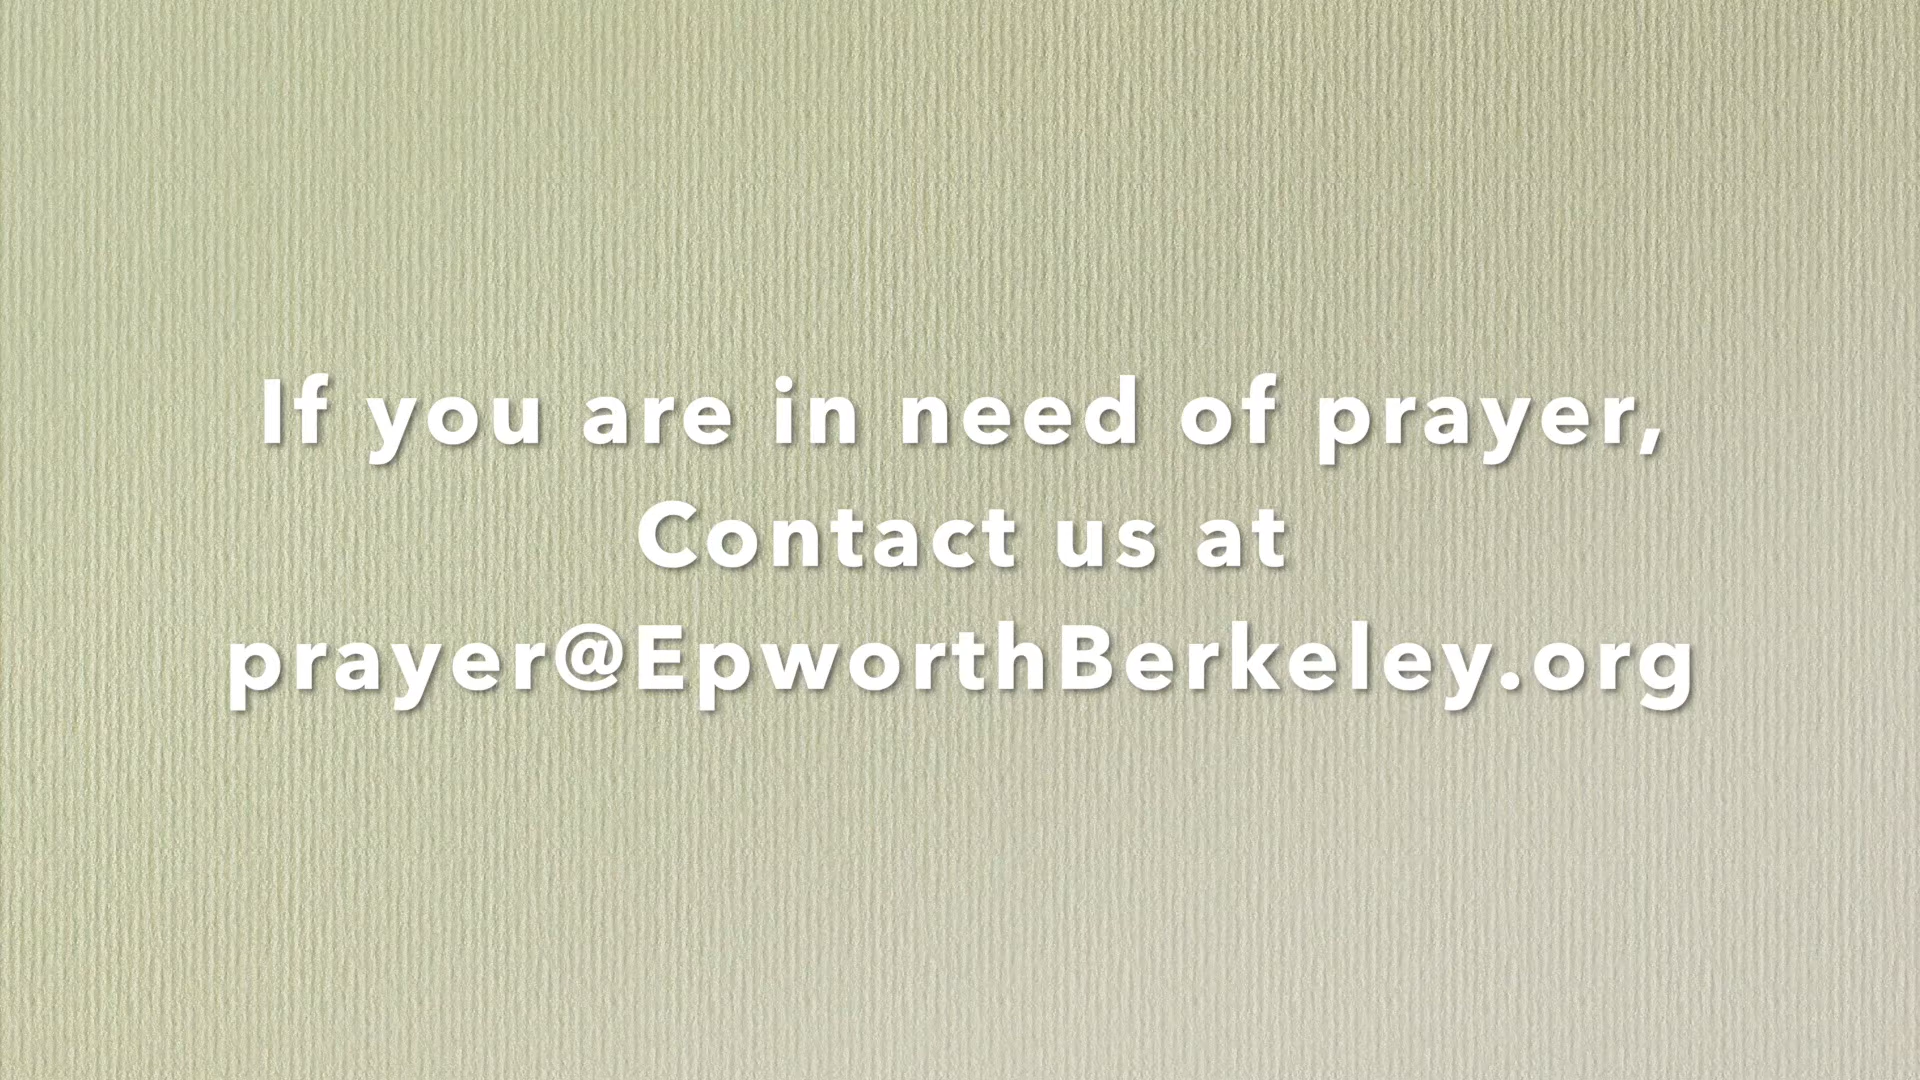 If you are in need of prayer,
Contact us at
prayer@EpworthBerkeley.org